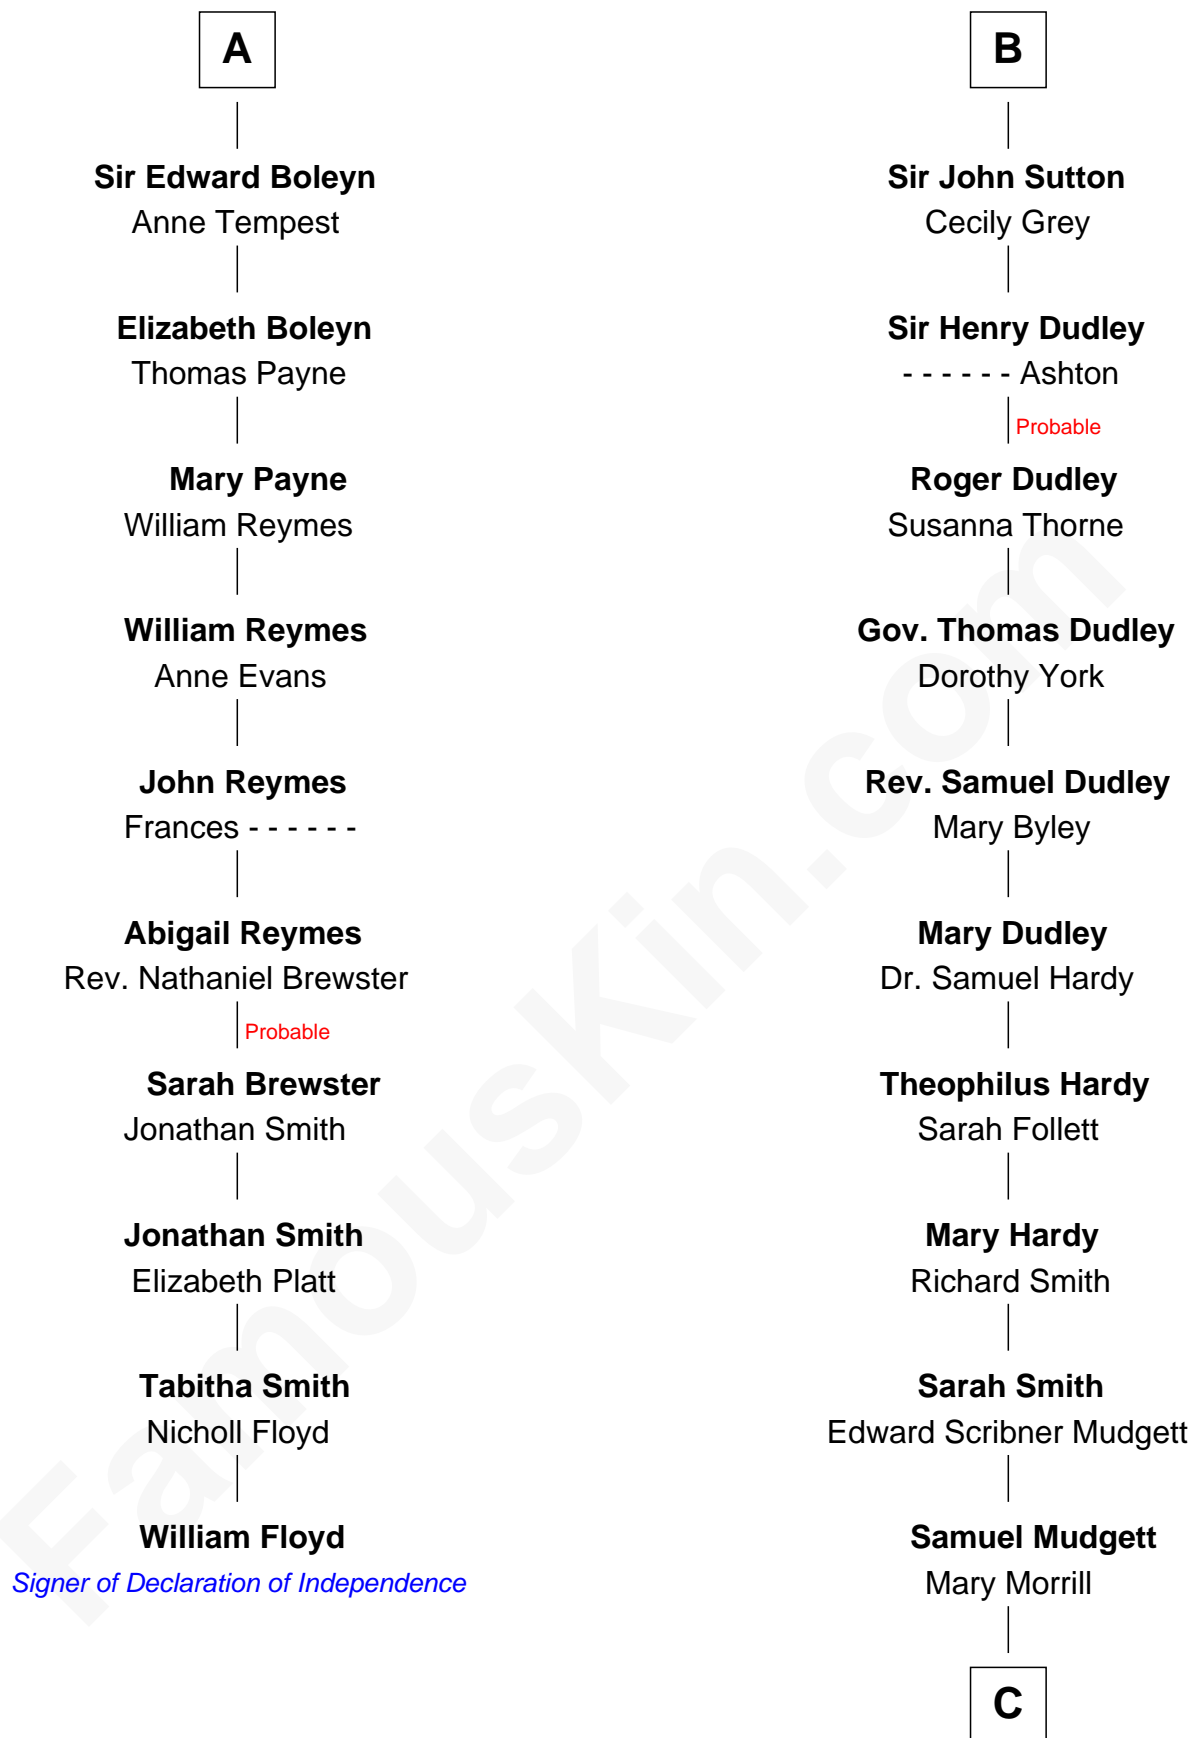 A
Sir Edward Boleyn
Anne Tempest
Elizabeth Boleyn
Thomas Payne
Mary Payne
William Reymes
William Reymes
Anne Evans
John Reymes
Frances - - - - - -
Abigail Reymes
Rev. Nathaniel Brewster
Probable
Sarah Brewster
Jonathan Smith
Jonathan Smith
Elizabeth Platt
Tabitha Smith
Nicholl Floyd
William Floyd
Signer of Declaration of Independence
B
Sir John Sutton
Cecily Grey
Sir Henry Dudley
- - - - - - Ashton
Probable
Roger Dudley
Susanna Thorne
Gov. Thomas Dudley
Dorothy York
Rev. Samuel Dudley
Mary Byley
Mary Dudley
Dr. Samuel Hardy
Theophilus Hardy
Sarah Follett
Mary Hardy
Richard Smith
Sarah Smith
Edward Scribner Mudgett
Samuel Mudgett
Mary Morrill
C
FamousKin.com